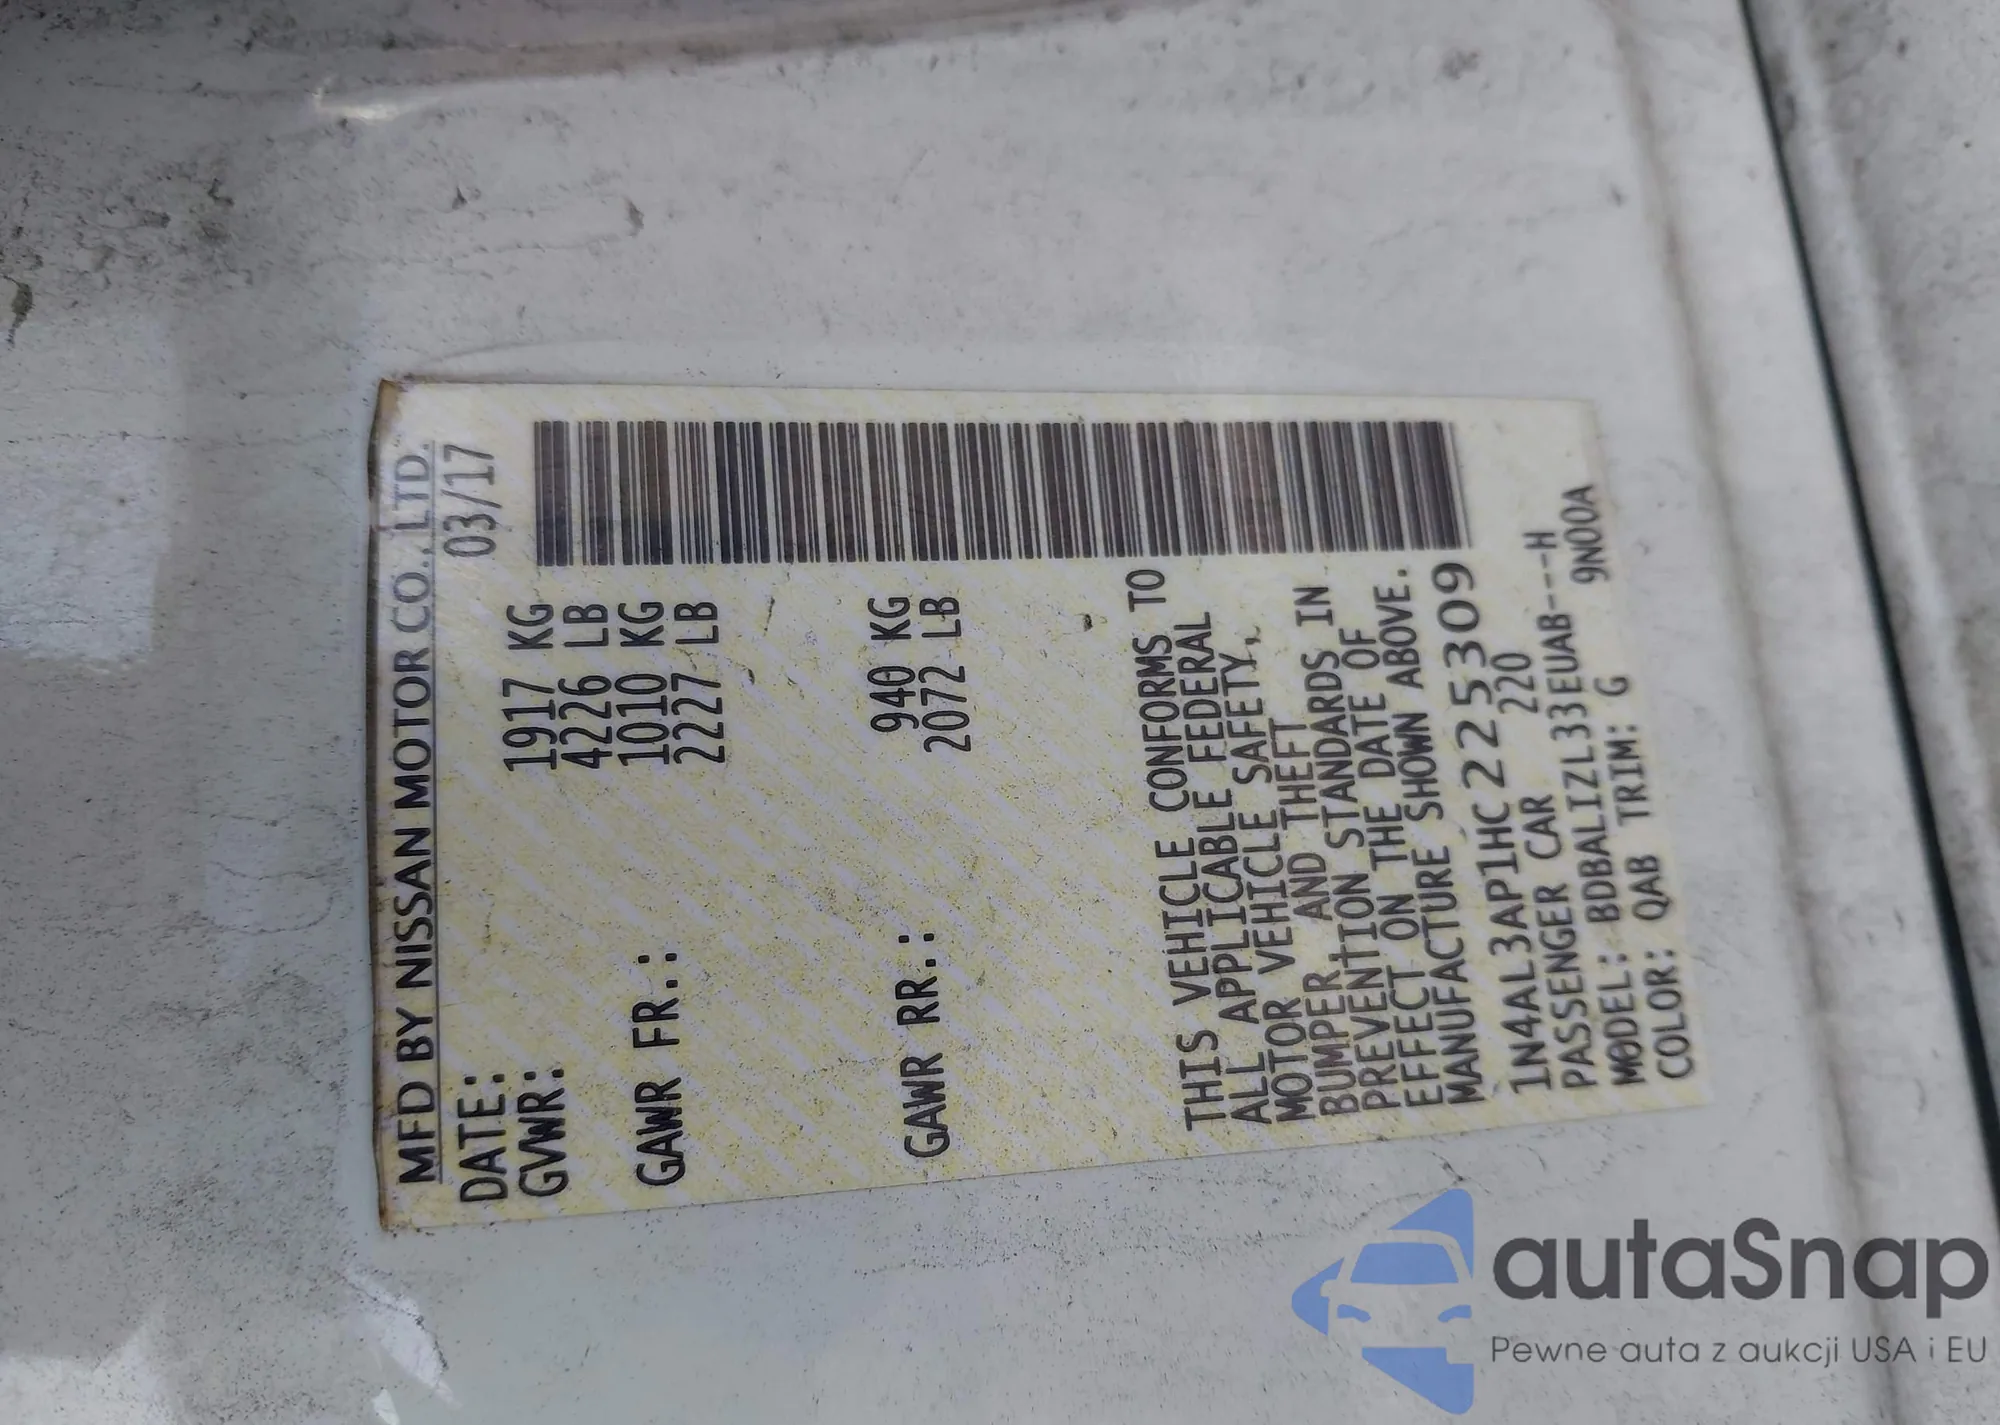 MFD BY NISSAN MOTOR CO., LTD.
DATE: 03/17
GVWR: 1917 KG
4226 LB
GAWR FR.: 1010 KG
2227 LB
GAWR RR.: 940 KG
2072 LB
THIS VEHICLE CONFORMS TO
ALL APPLICABLE FEDERAL
MOTOR VEHICLE SAFETY,
BUMPER AND THEFT
PREVENTION STANDARDS IN
EFFECT ON THE DATE OF
MANUFACTURE SHOWN ABOVE.
1N4AL3AP1HC225309
PASSENGER CAR 220
MODEL: BDBALIZL33EUAB---H
COLOR: QAB TRIM: G 9N00A
autaSnap
Pewne auta z aukcji USA i EU